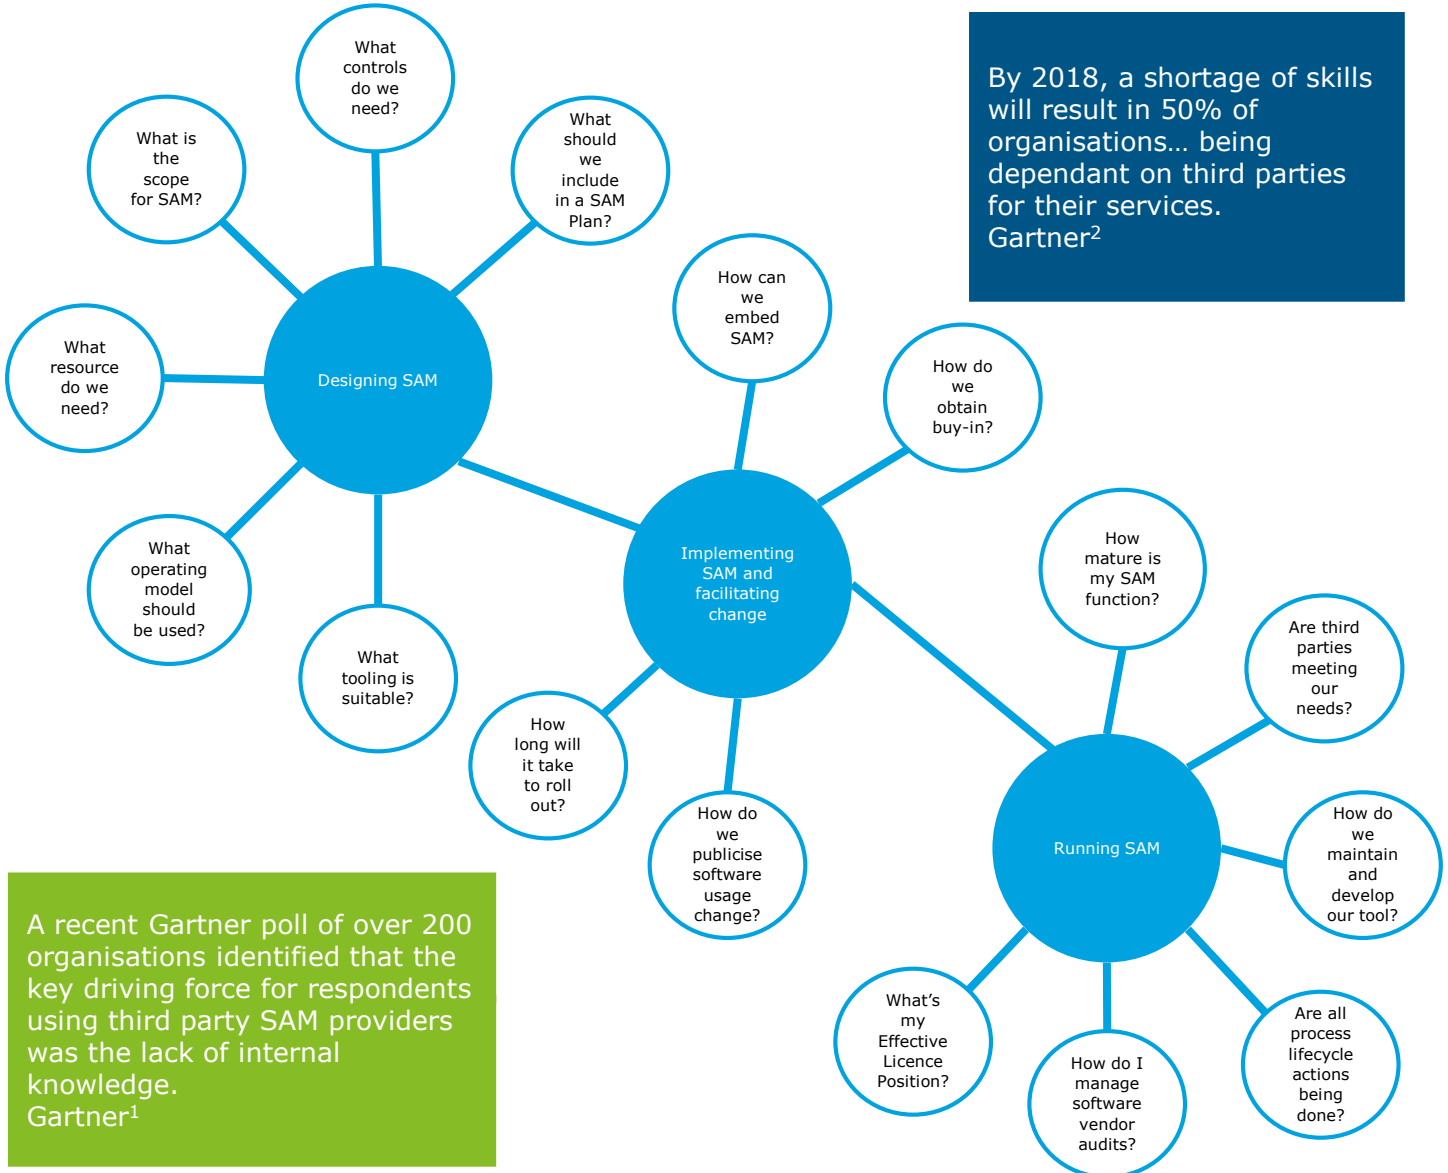 What
controls
do we
need?
What is
the
scope
for SAM?
What
should
we
include
in a SAM
Plan?
By 2018, a shortage of skills
will result in 50% of
organisations… being
dependant on third parties
for their services.
Gartner²
What
resource
do we
need?
Designing SAM
How can
we
embed
SAM?
How do
we
obtain
buy-in?
What
operating
model
should
be used?
What
tooling is
suitable?
Implementing
SAM and
facilitating
change
How
long will
it take
to roll
out?
How do
we
publicise
software
usage
change?
How
mature is
my SAM
function?
Are third
parties
meeting
our
needs?
Running SAM
How do
we
maintain
and
develop
our tool?
What's
my
Effective
Licence
Position?
How do I
manage
software
vendor
audits?
Are all
process
lifecycle
actions
being
done?
A recent Gartner poll of over 200
organisations identified that the
key driving force for respondents
using third party SAM providers
was the lack of internal
knowledge.
Gartner¹